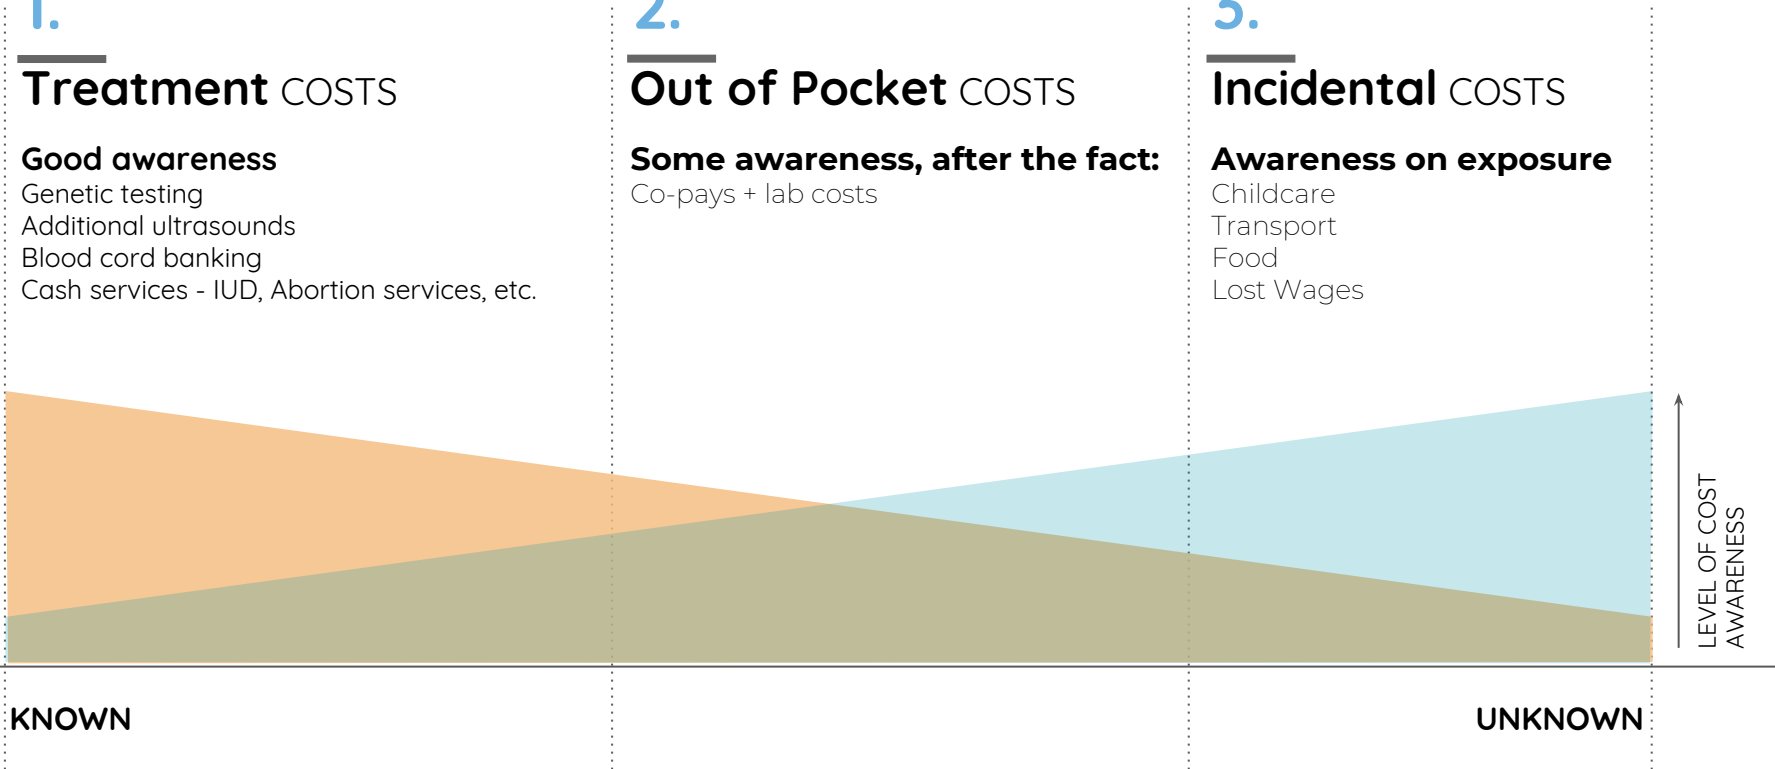 1.
Treatment COSTS
Good awareness
Genetic testing
Additional ultrasounds
Blood cord banking
Cash services - IUD, Abortion services, etc.
2.
Out of Pocket COSTS
Some awareness, after the fact:
Co-pays + lab costs
3.
Incidental COSTS
Awareness on exposure
Childcare
Transport
Food
Lost Wages
LEVEL OF COST
AWARENESS
KNOWN
UNKNOWN